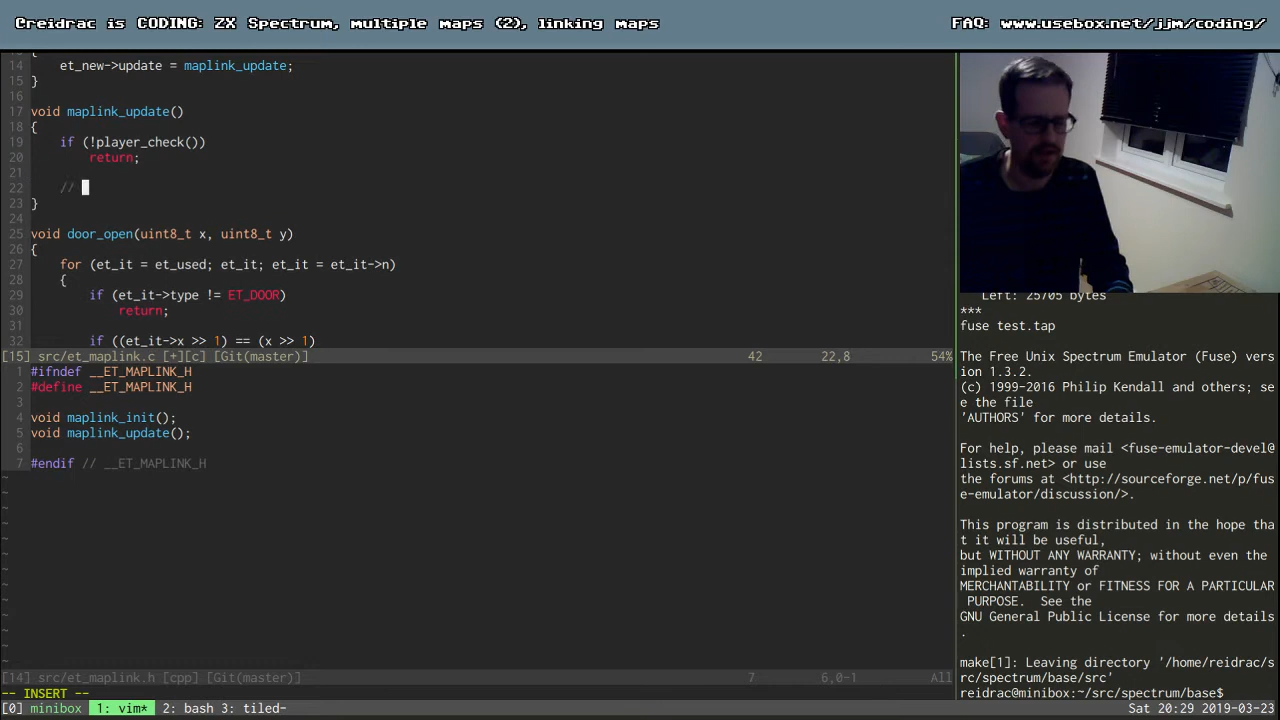 Creidrac is CODING: ZX Spectrum, multiple maps (2), linking maps
FAQ: www.usebox.net/jjm/coding/
14     et_new->update = maplink_update;
15 }
16
17 void maplink_update()
18 {
19     if (!player_check())
20         return;
21
22     //
23 }
24
25 void door_open(uint8_t x, uint8_t y)
26 {
27     for (et_it = et_used; et_it; et_it = et_it->n)
28     {
29         if (et_it->type != ET_DOOR)
30             return;
31
32         if ((et_it->x >> 1) == (x >> 1)
[15] src/et_maplink.c [+][c] [Git(master)] 42 22,8 54%
1 #ifndef __ET_MAPLINK_H
2 #define __ET_MAPLINK_H
3
4 void maplink_init();
5 void maplink_update();
6
7 #endif // __ET_MAPLINK_H
~
~
~
~
~
~
~
~
~
~
~
~
~
[14] src/et_maplink.h [cpp] [Git(master)] 7 6,0-1 All
-- INSERT --
Left: 25705 bytes
***
fuse test.tap
The Free Unix Spectrum Emulator (Fuse) vers
ion 1.3.2.
(c) 1999-2016 Philip Kendall and others; se
e the file
'AUTHORS' for more details.
For help, please mail <fuse-emulator-devel@
lists.sf.net> or use
the forums at <http://sourceforge.net/p/fus
e-emulator/discussion/>.
This program is distributed in the hope tha
t it will be useful,
but WITHOUT ANY WARRANTY; without even the
implied warranty of
MERCHANTABILITY or FITNESS FOR A PARTICULAR
PURPOSE.  See the
GNU General Public License for more details
.
make[1]: Leaving directory '/home/reidrac/s
rc/spectrum/base/src'
reidrac@minibox:~/src/spectrum/base$
[0] minibox 1: vim* 2: bash 3: tiled- Sat 20:29 2019-03-23